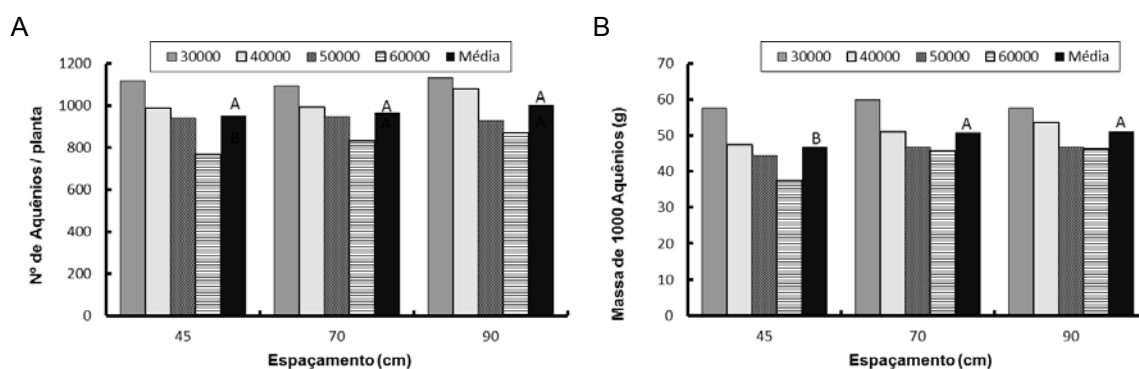 A
30000 40000 50000 60000 Média
1200
1000
800
600
400
200
0
Nº de Aquênios / planta
A
B
A
A
A
A
45 70 90
Espaçamento (cm)
B
30000 40000 50000 60000 Média
70
60
50
40
30
20
10
0
Massa de 1000 Aquênios (g)
B
A
A
45 70 90
Espaçamento (cm)